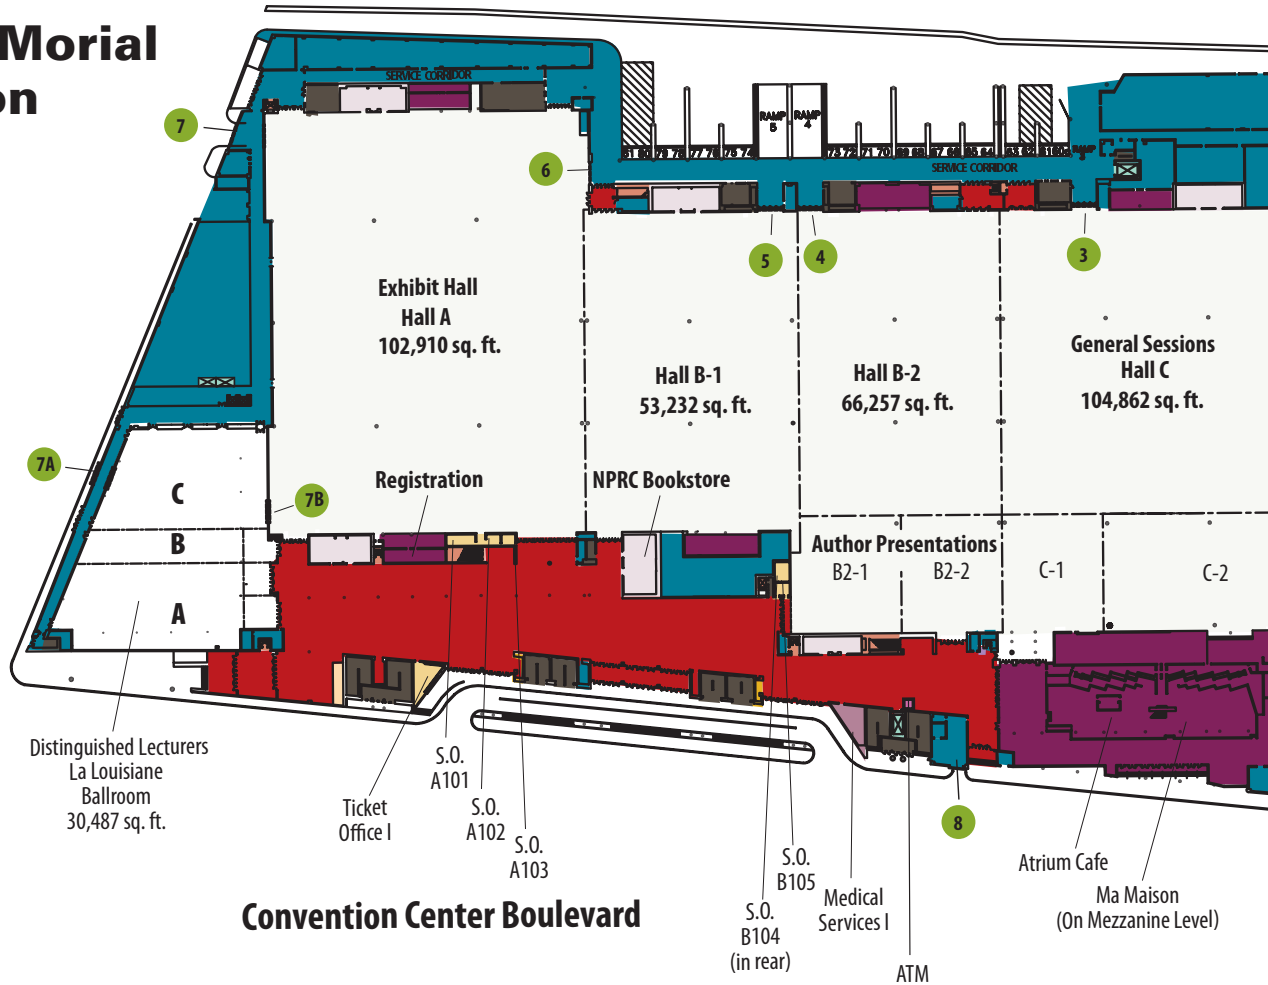 Morial
on
SERVICE CORRIDOR
7
6
RAMP
5
RAMP
4
SERVICE CORRIDOR
5
4
3
Exhibit Hall
Hall A
102,910 sq. ft.
Hall B-1
53,232 sq. ft.
Hall B-2
66,257 sq. ft.
General Sessions
Hall C
104,862 sq. ft.
7A
7B
C
B
A
Registration
NPRC Bookstore
Author Presentations
B2-1
B2-2
C-1
C-2
Distinguished Lecturers
La Louisiane
Ballroom
30,487 sq. ft.
Ticket
Office I
S.O.
A101
S.O.
A102
S.O.
A103
S.O.
B104
(in rear)
S.O.
B105
Medical
Services I
ATM
8
Atrium Cafe
Ma Maison
(On Mezzanine Level)
Convention Center Boulevard